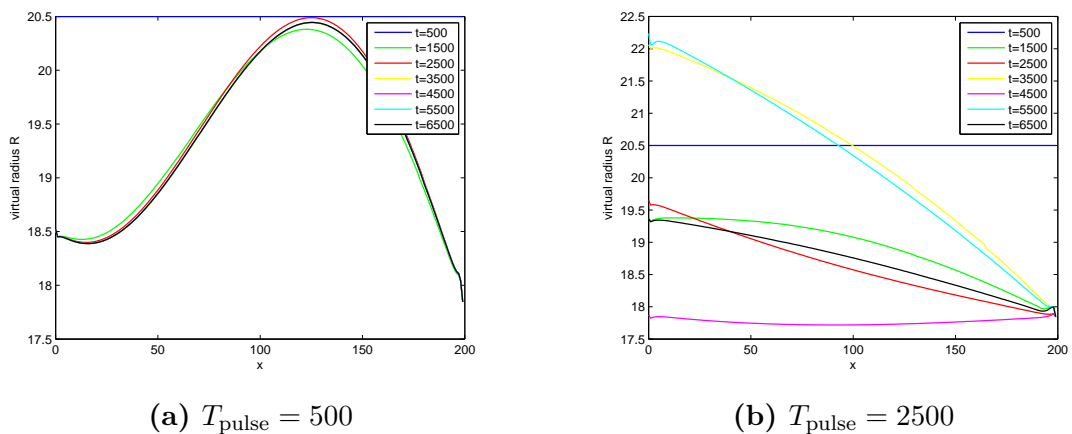 20.5
20
19.5
19
18.5
18
17.5
virtual radius R
0 50 100 150 200
x
t=500
t=1500
t=2500
t=3500
t=4500
t=5500
t=6500
(a) T_pulse = 500
22.5
22
21.5
21
20.5
20.5
19.5
19
18.5
18
17.5
virtual radius R
0 50 100 150 200
x
t=500
t=1500
t=2500
t=3500
t=4500
t=5500
t=6500
(b) T_pulse = 2500